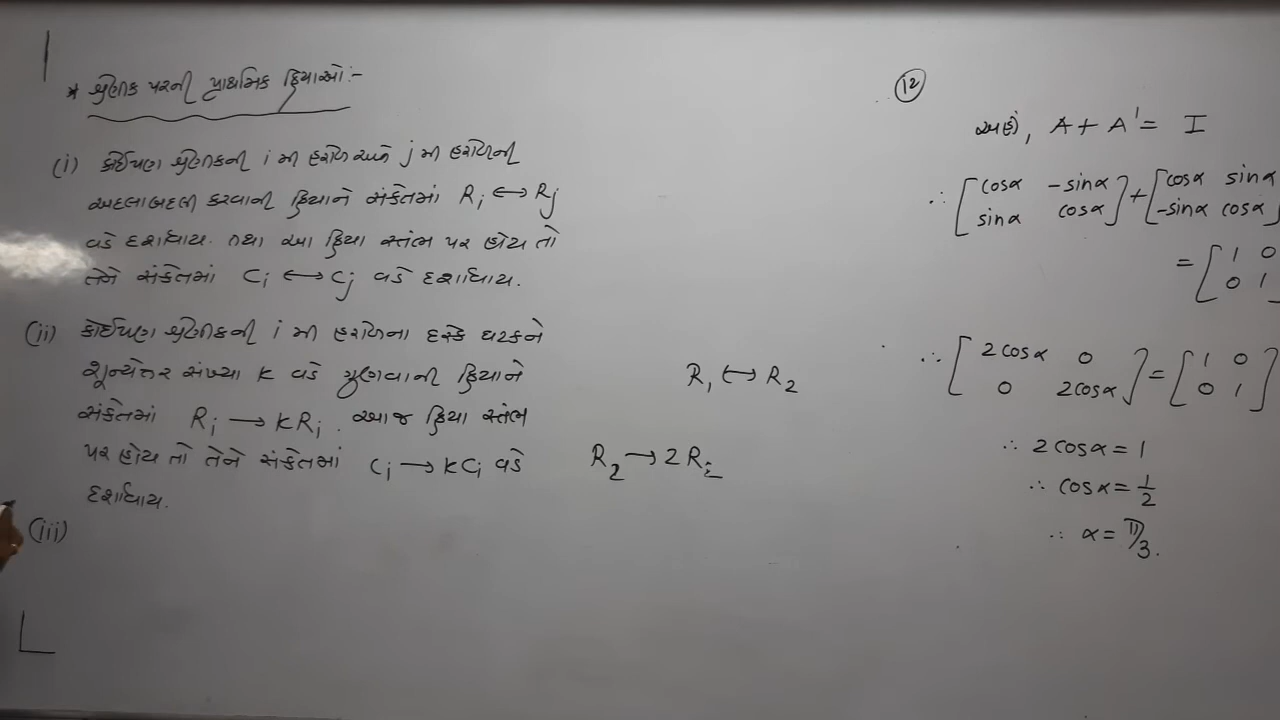 * શ્રેણીક પરની પ્રાથમિક ક્રિયાઓ:-
(i) કોઈપણ શ્રેણીકની i મી હરોળ અને j મી હરોળની
અદલાબદલી કરવાની ક્રિયાને સંકેતમાં Ri ↔ Rj
વડે દર્શાવાય. તથા આ ક્રિયા સ્તંભ પર હોય તો
તેને સંકેતમાં Ci ↔ Cj વડે દર્શાવાય.
(ii) કોઈપણ શ્રેણીકની i મી હરોળના દરેક ઘટકને
શૂન્યેતર સંખ્યા k વડે ગુણવાની ક્રિયાને
સંકેતમાં Ri → kRi. આજ ક્રિયા સ્તંભ
પર હોય તો તેને સંકેતમાં Ci → kCi વડે
દર્શાવાય.
(iii)
R1 ↔ R2
R2 → 2R2
(12)
અહીં, A + A' = I
∴ [cosα -sinα; sinα cosα] + [cosα sinα; -sinα cosα]
= [1 0; 0 1]
∴ [2cosα 0; 0 2cosα] = [1 0; 0 1]
∴ 2cosα = 1
∴ cosα = 1/2
∴ α = π/3.